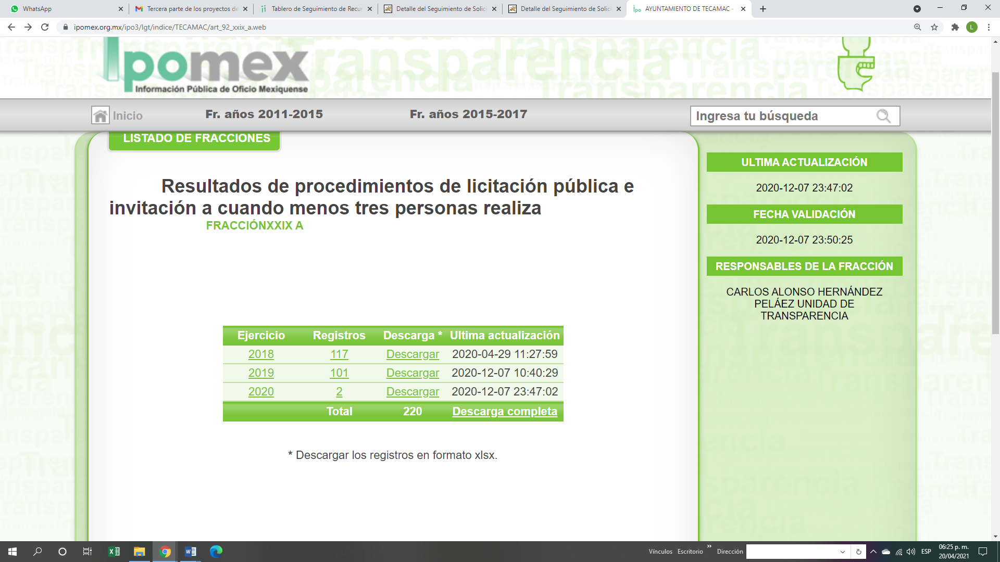 WhatsApp
Tercera parte de los proyectos de
Tablero de Seguimiento de Recur
Detalle del Seguimiento de Solici
Detalle del Seguimiento de Solici
AYUNTAMIENTO DE TECAMAC -
ipomex.org.mx/ipo3/lgt/indice/TECAMAC/art_92_xxix_a.web
L
Ipomex
Información Pública de Oficio Mexiquense
Transparencia
Inicio
Fr. años 2011-2015
Fr. años 2015-2017
Ingresa tu búsqueda
LISTADO DE FRACCIONES
Resultados de procedimientos de licitación pública e
invitación a cuando menos tres personas realiza
FRACCIÓNXXIX A
ULTIMA ACTUALIZACIÓN
2020-12-07 23:47:02
FECHA VALIDACIÓN
2020-12-07 23:50:25
RESPONSABLES DE LA FRACCIÓN
CARLOS ALONSO HERNÁNDEZ
PELÁEZ UNIDAD DE
TRANSPARENCIA
Ejercicio Registros Descarga * Ultima actualización
2018 117 Descargar 2020-04-29 11:27:59
2019 101 Descargar 2020-12-07 10:40:29
2020 2 Descargar 2020-12-07 23:47:02
Total 220 Descarga completa
* Descargar los registros en formato xlsx.
Vínculos Escritorio » Dirección
ESP
06:25 p. m.
20/04/2021